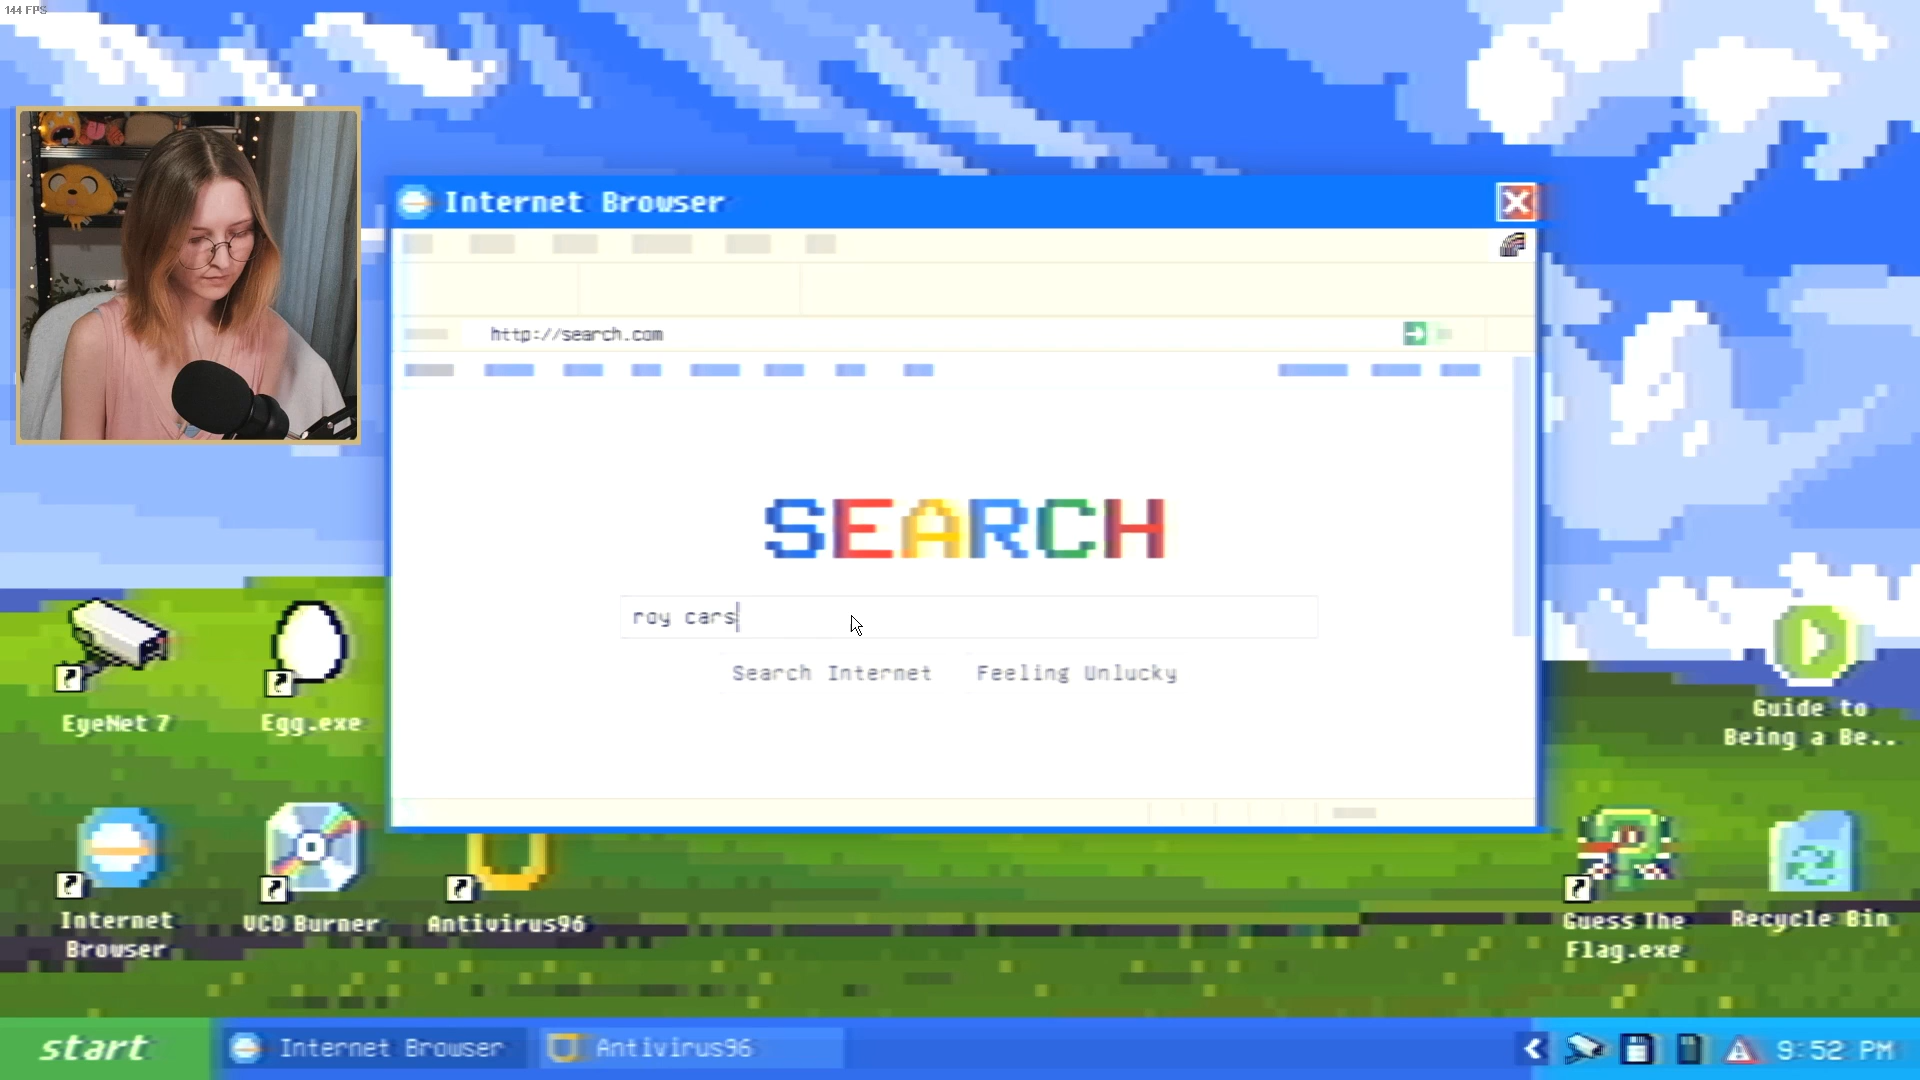 144 FPS
Internet Browser
http://search.com
SEARCH
roy cars
Search Internet
Feeling Unlucky
EyeNet 7
Egg.exe
Guide to
Being a Be..
Internet
Browser
VCD Burner
Antivirus96
Guess The
Flag.exe
Recycle Bin
start
Internet Browser
Antivirus96
9:52 PM